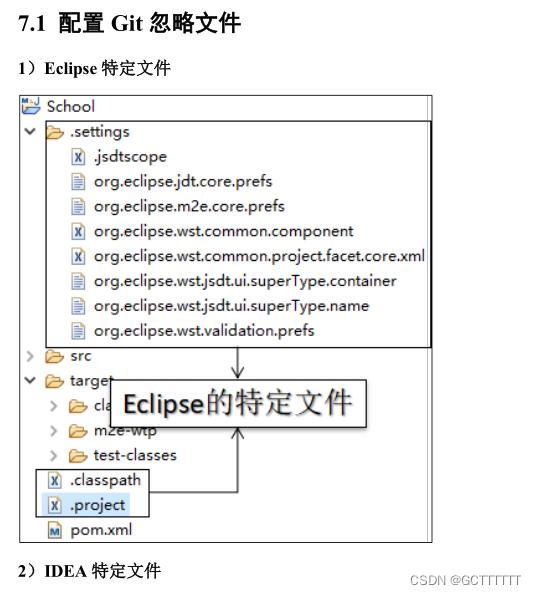 7.1 配置 Git 忽略文件
1）Eclipse 特定文件
School
.settings
.jsdtscope
org.eclipse.jdt.core.prefs
org.eclipse.m2e.core.prefs
org.eclipse.wst.common.component
org.eclipse.wst.common.project.facet.core.xml
org.eclipse.wst.jsdt.ui.superType.container
org.eclipse.wst.jsdt.ui.superType.name
org.eclipse.wst.validation.prefs
src
target
Eclipse的特定文件
m2e-wtp
test-classes
.classpath
.project
pom.xml
2）IDEA 特定文件
CSDN @GCTTTTTT